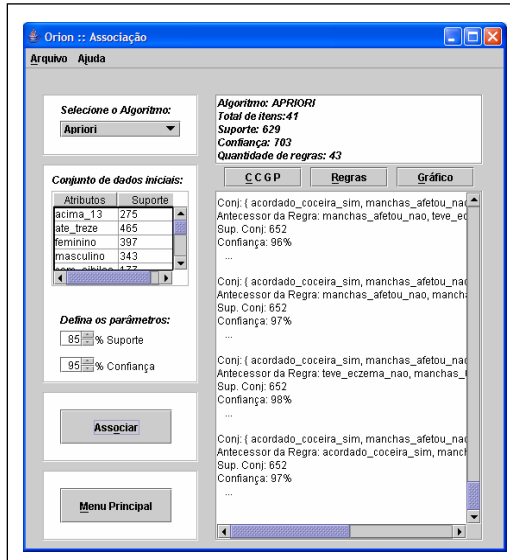 Orion :: Associação
Arquivo Ajuda
Selecione o Algoritmo:
Apriori
Conjunto de dados iniciais:
Atributos Suporte
acima_13 275
ate_treze 465
feminino 397
masculino 343
Defina os parâmetros:
85 % Suporte
95 % Confiança
Associar
Menu Principal
Algoritmo: APRIORI
Total de itens:41
Suporte: 629
Confiança: 703
Quantidade de regras: 43
C C G P Regras Gráfico
Conj: { acordado_coceira_sim, manchas_afetou_nao
Antecessor da Regra: manchas_afetou_nao, teve_ec
Sup. Conj: 652
Confiança: 96%
...
Conj: { acordado_coceira_sim, manchas_afetou_nao
Antecessor da Regra: manchas_afetou_nao, manch
Sup. Conj: 652
Confiança: 97%
...
Conj: { acordado_coceira_sim, manchas_afetou_nao
Antecessor da Regra: teve_eczema_nao, manchas_
Sup. Conj: 652
Confiança: 98%
...
Conj: { acordado_coceira_sim, manchas_afetou_nao
Antecessor da Regra: acordado_coceira_sim, manch
Sup. Conj: 652
Confiança: 97%
...